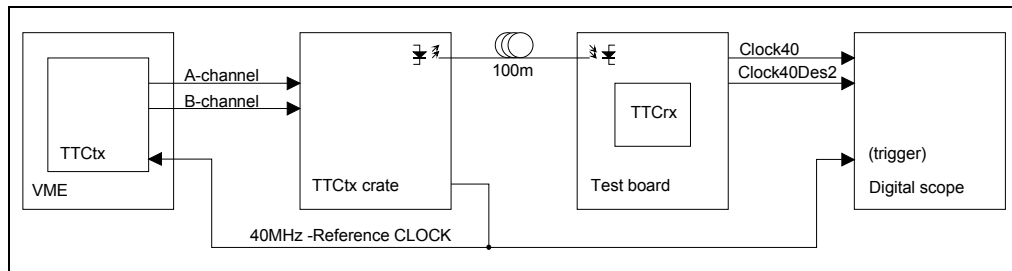 A-channel
B-channel
TTCtx
VME
TTCtx crate
100m
TTCrx
Test board
Clock40
Clock40Des2
(trigger)
Digital scope
40MHz -Reference CLOCK